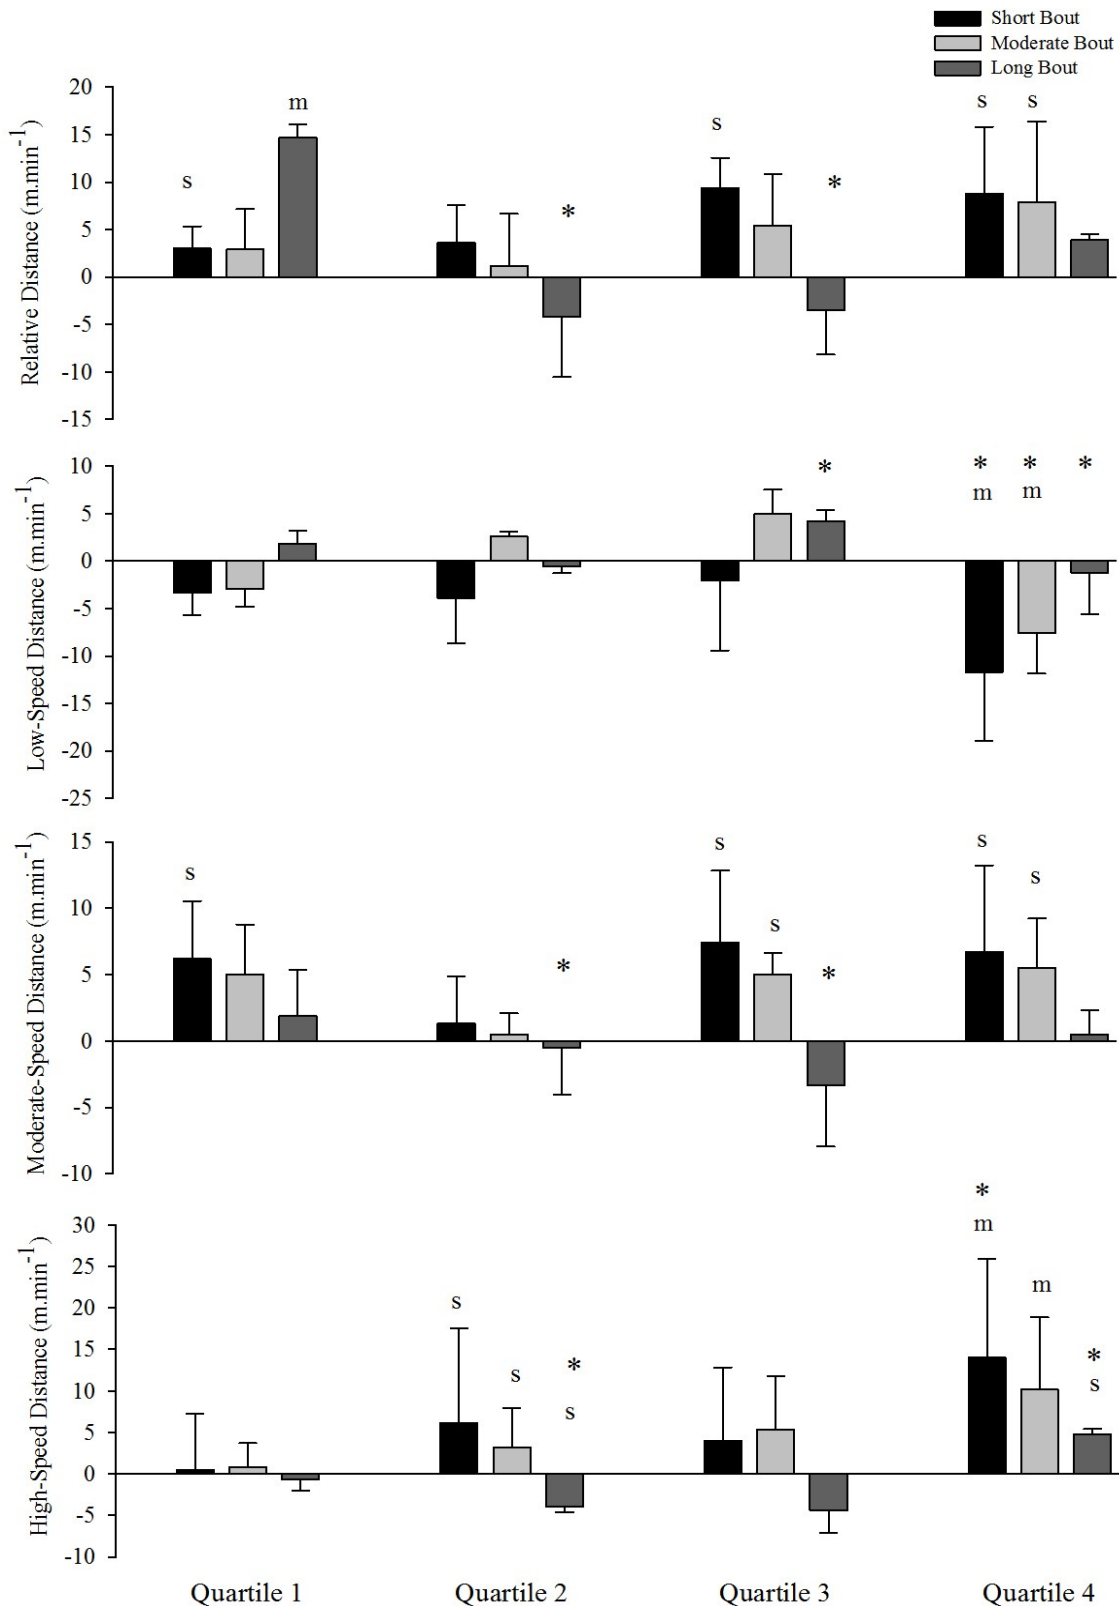 Short Bout
Moderate Bout
Long Bout
Relative Distance (m.min-1)
20
15
10
5
0
-5
-10
-15
s
m
*
s
*
s
s
Low-Speed Distance (m.min-1)
10
5
0
-5
-10
-15
-20
-25
*
*
m
*
m
*
Moderate-Speed Distance (m.min-1)
15
10
5
0
-5
-10
s
*
s
s
*
s
s
High-Speed Distance (m.min-1)
30
25
20
15
10
5
0
-5
-10
s
s
*
s
*
m
m
*
s
Quartile 1
Quartile 2
Quartile 3
Quartile 4